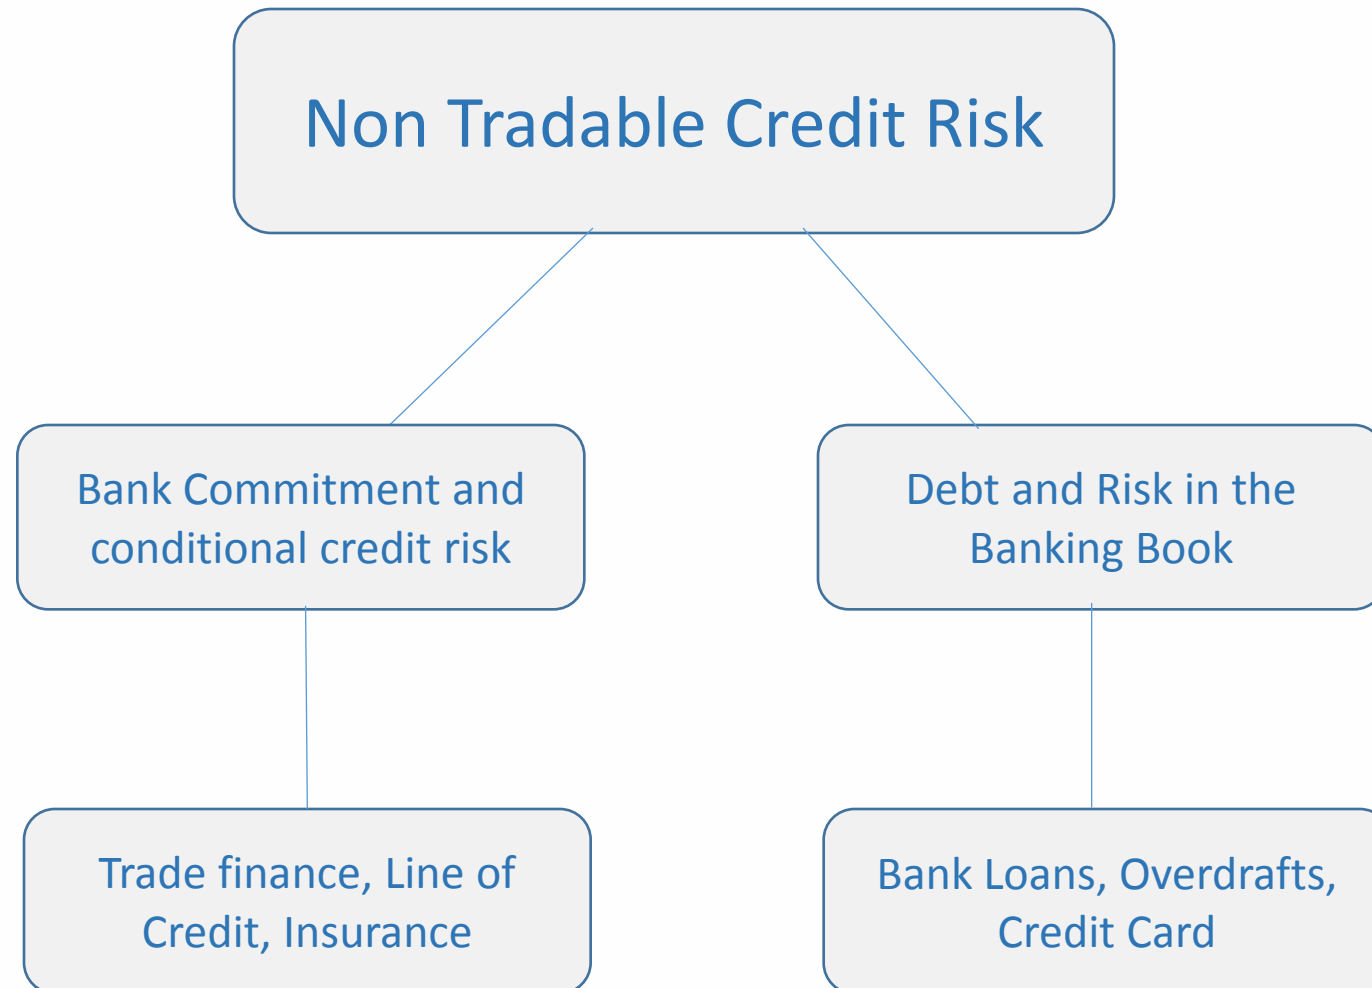 Non Tradable Credit Risk
Bank Commitment and
conditional credit risk
Debt and Risk in the
Banking Book
Trade finance, Line of
Credit, Insurance
Bank Loans, Overdrafts,
Credit Card